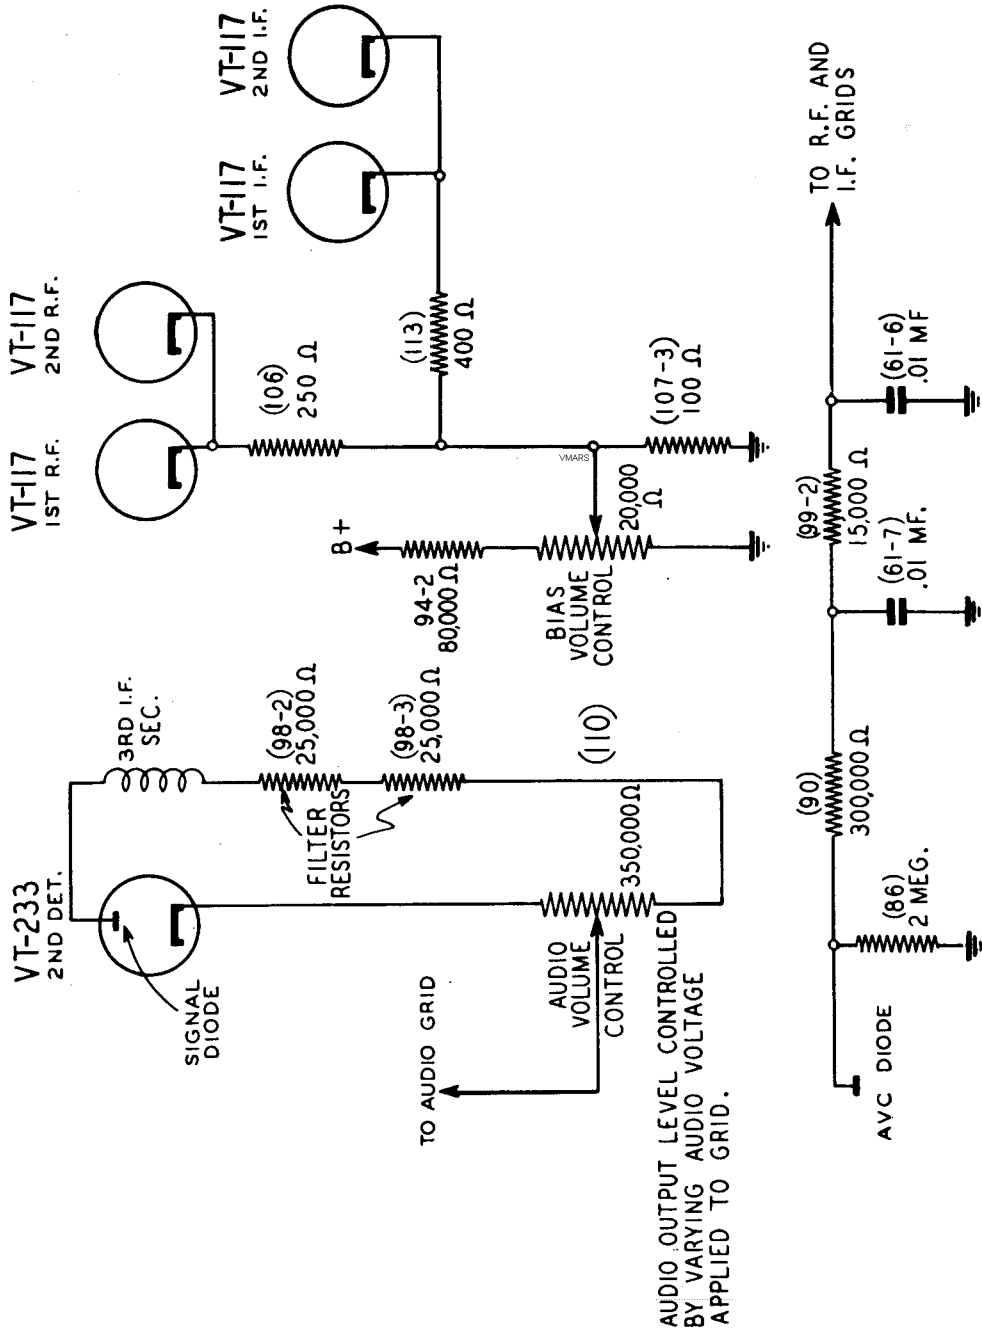 VT-233
2ND DET.
SIGNAL
DIODE
3RD I.F.
SEC.
(98-2)
25,000 Ω
(98-3)
25,000 Ω
FILTER
RESISTORS
TO AUDIO GRID
AUDIO
VOLUME
CONTROL
350,000Ω
(110)
AUDIO OUTPUT LEVEL CONTROLLED
BY VARYING AUDIO VOLTAGE
APPLIED TO GRID.
VT-117
1ST R.F.
VT-117
2ND R.F.
VT-117
1ST I.F.
VT-117
2ND I.F.
(106)
250 Ω
(113)
400 Ω
B+
94-2
80,000Ω
BIAS
VOLUME
CONTROL
20,000
Ω
VMARS
(107-3)
100 Ω
AVC DIODE
(86)
2 MEG.
(90)
300,000Ω
(61-7)
.01 MF.
(99-2)
15,000 Ω
(61-6)
.01 MF
TO R.F. AND
I.F. GRIDS